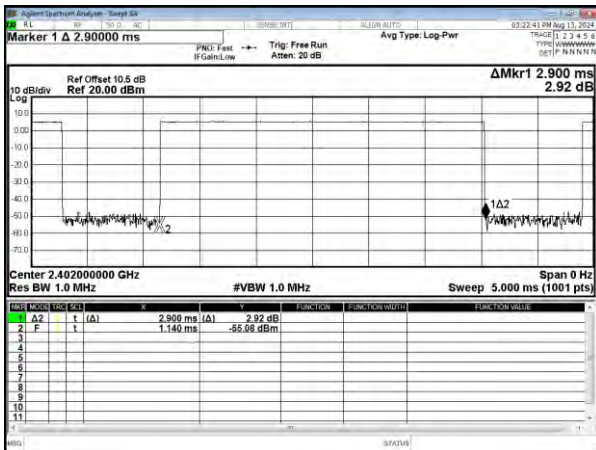 Agilent Spectrum Analyzer - Swept SA
RL RF 50 Ω AC SENSE:INT ALIGN AUTO 03:22:41 PM Aug 13, 2024
Marker 1 Δ 2.90000 ms Avg Type: Log-Pwr TRACE 1 2 3 4 5 6
PNO: Fast Trig: Free Run TYPE WWWWWW
IFGain:Low Atten: 20 dB DET P N N N N N
ΔMkr1 2.900 ms
Ref Offset 10.5 dB
10 dB/div Ref 20.00 dBm 2.92 dB
Log
10.0
0.00
-10.0
-20.0
-30.0
-40.0
1Δ2
-50.0
2
-60.0
-70.0
Center 2.402000000 GHz Span 0 Hz
Res BW 1.0 MHz #VBW 1.0 MHz Sweep 5.000 ms (1001 pts)
MKR MODE TRC SCL X Y FUNCTION FUNCTION WIDTH FUNCTION VALUE
1 Δ2 t (Δ) 2.900 ms (Δ) 2.92 dB
2 F t 1.140 ms -55.08 dBm
3
4
5
6
7
8
9
10
11
MSG STATUS